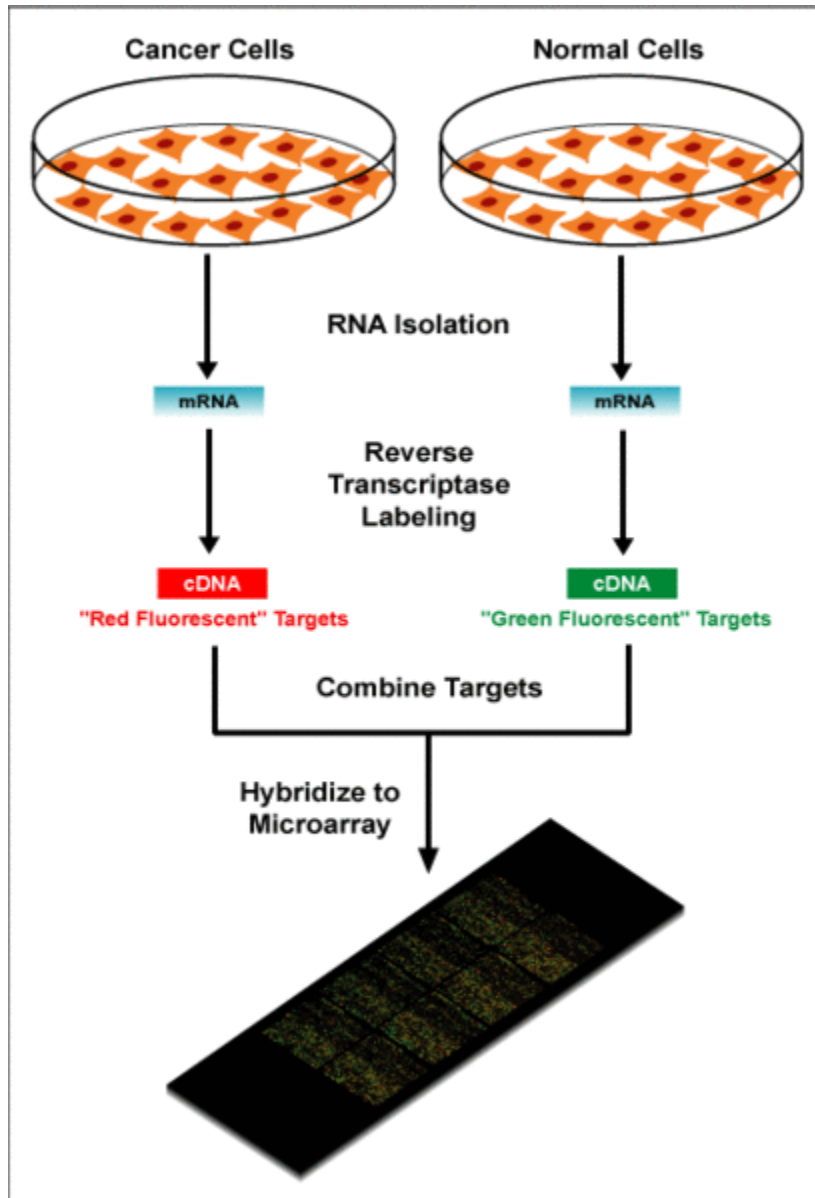 Cancer Cells
Normal Cells
RNA Isolation
mRNA
mRNA
Reverse
Transcriptase
Labeling
cDNA
cDNA
"Red Fluorescent" Targets
"Green Fluorescent" Targets
Combine Targets
Hybridize to
Microarray